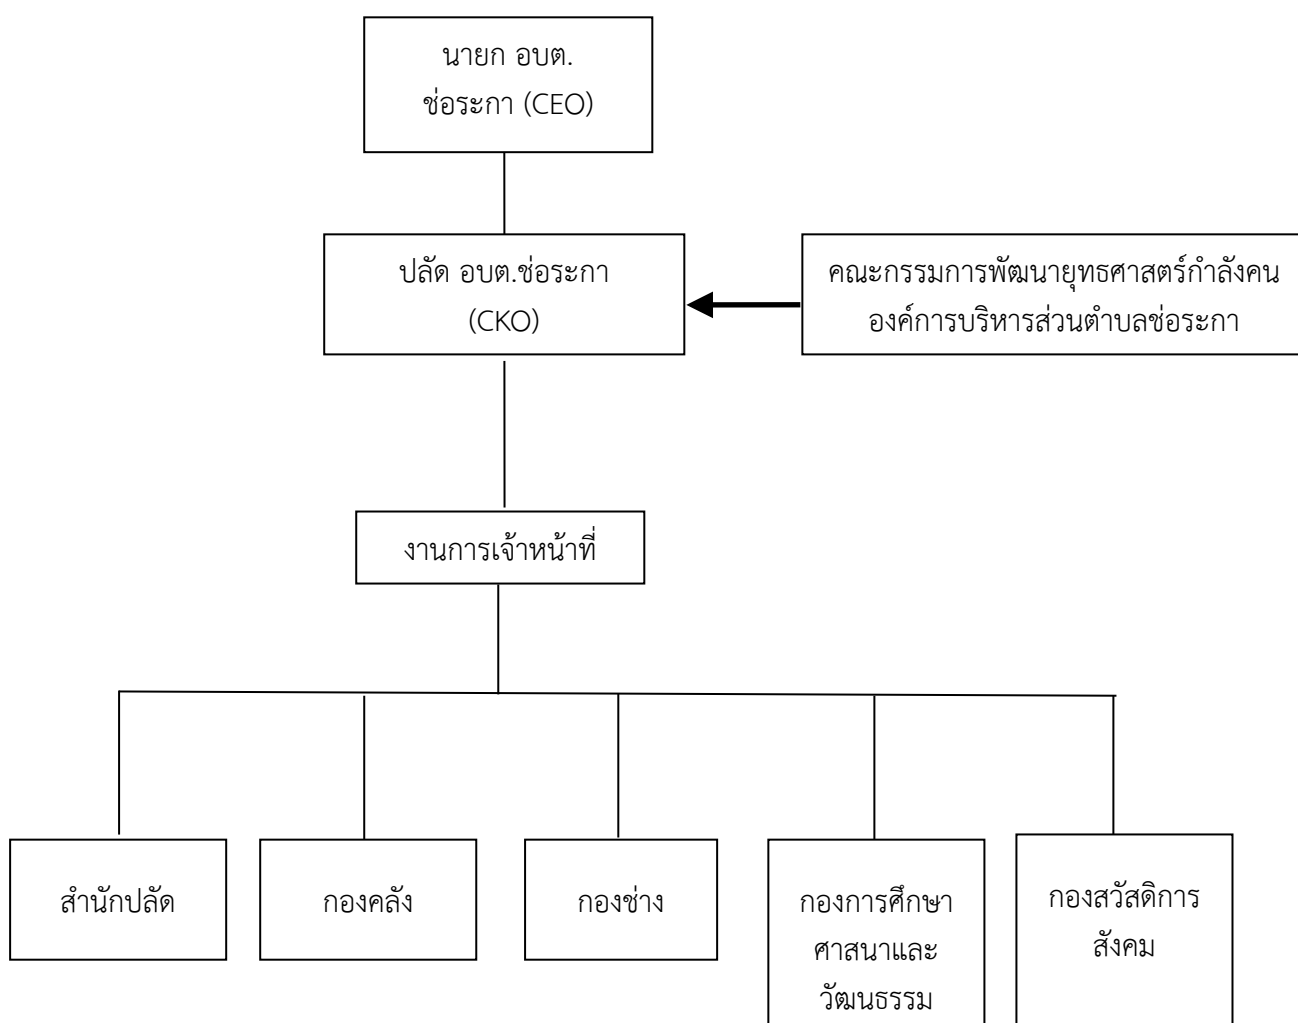 นายก อบต.
ช่อระกา (CEO)
ปลัด อบต.ช่อระกา
(CKO)
คณะกรรมการพัฒนายุทธศาสตร์กำลังคน
องค์การบริหารส่วนตำบลช่อระกา
งานการเจ้าหน้าที่
สำนักปลัด
กองคลัง
กองช่าง
กองการศึกษา
ศาสนาและ
วัฒนธรรม
กองสวัสดิการ
สังคม